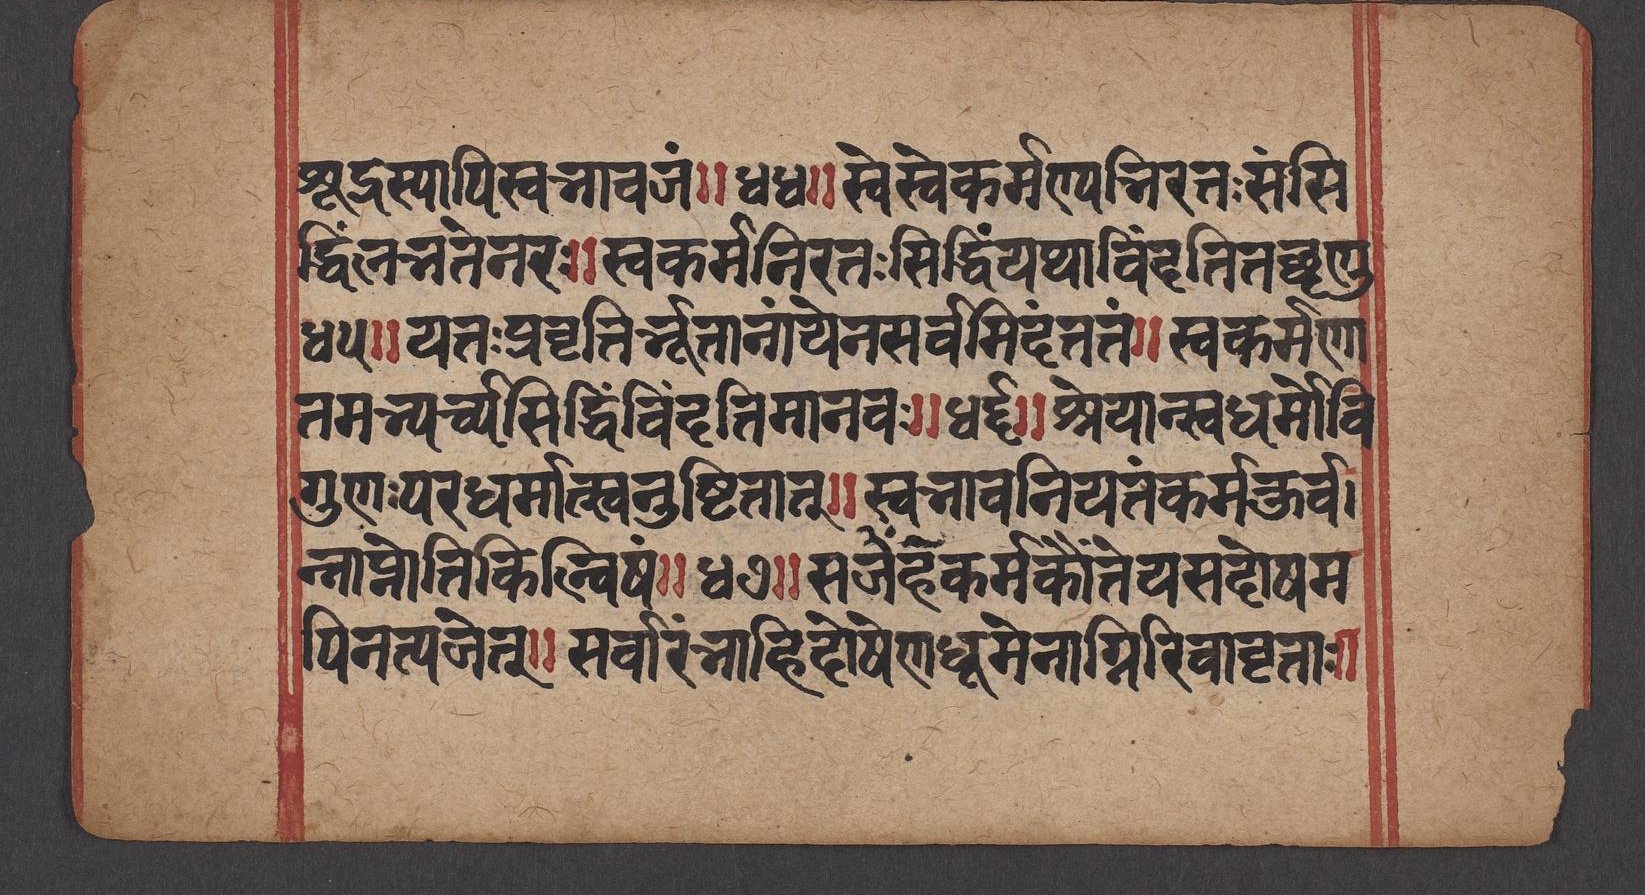 शूद्रस्यापिस्वभावजं॥ ४४॥ स्वेस्वेकर्मण्यभिरतःसंसि
द्धिंलभतेनरः॥ स्वकर्मनिरतःसिद्धिंयथाविंदतितच्छृणु
४५॥ यतःप्रवृत्तिर्भूतानांयेनसर्वमिदंततं॥ स्वकर्मणा
तमभ्यर्च्यसिद्धिंविंदतिमानवः॥ ४६॥ श्रेयान्स्वधर्मोवि
गुणःपरधर्मात्स्वनुष्टितात्॥ स्वभावनियतंकर्मकुर्व।
न्नाप्नोतिकिल्विषं॥ ४७॥ सहजंकर्मकौंतेयसदोषम
पिनत्यजेत्॥ सर्वारंभाहिदोषेणधूमेनाग्निरिवावृताः॥